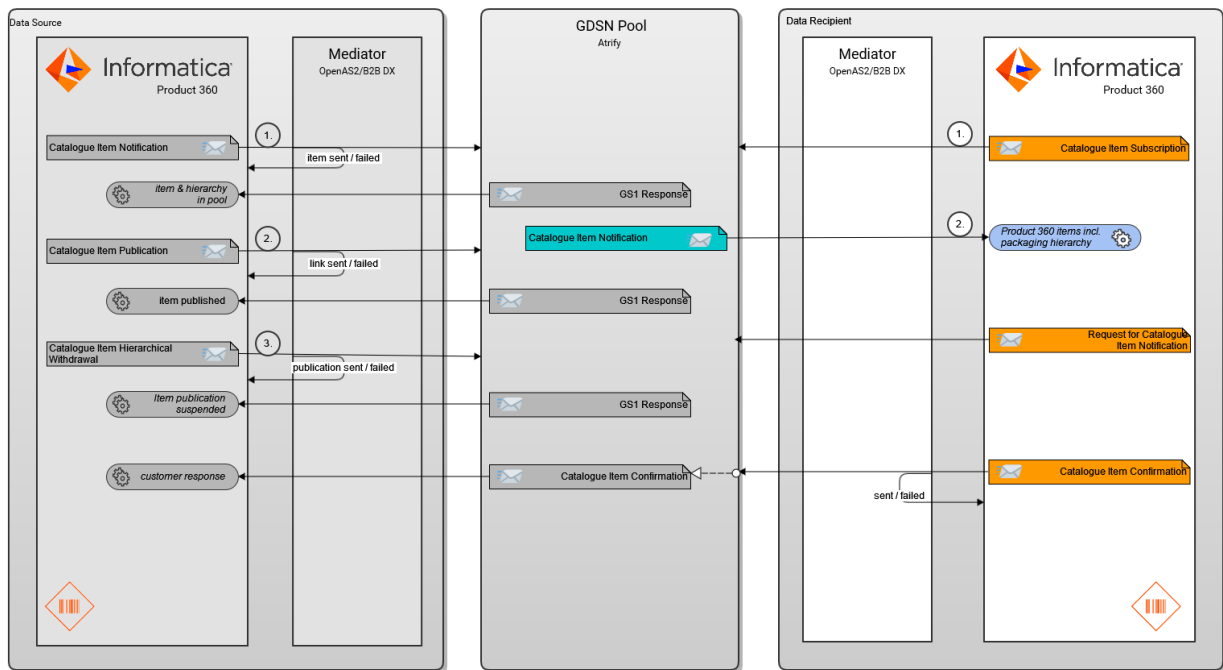 Data Source
GDSN Pool
Atrify
Data Recipient
Informatica
Product 360
Mediator
OpenAS2/B2B DX
Mediator
OpenAS2/B2B DX
Informatica
Product 360
1.
Catalogue Item Notification
item sent / failed
1.
Catalogue Item Subscription
item & hierarchy
in pool
GS1 Response
2.
Catalogue Item Publication
link sent / failed
Catalogue Item Notification
2.
Product 360 items incl.
packaging hierarchy
item published
GS1 Response
3.
Catalogue Item Hierarchical
Withdrawal
publication sent / failed
Request for Catalogue
Item Notification
Item publication
suspended
GS1 Response
customer response
Catalogue Item Confirmation
Catalogue Item Confirmation
sent / failed